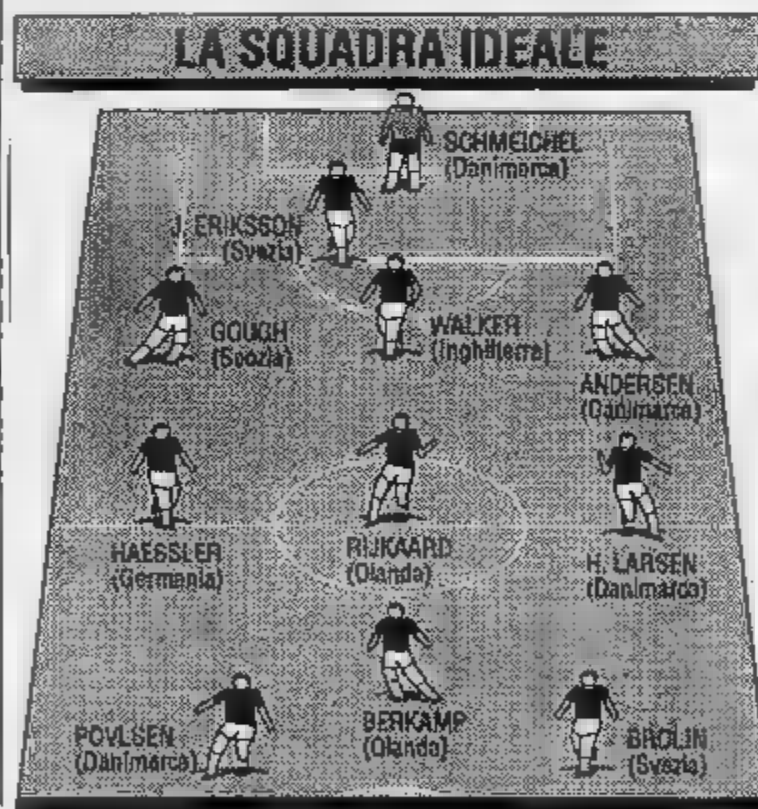 LA SQUADRA IDEALE
SCHMEICHEL
(Danimarca)
J. ERIKSSON
(Svezia)
GOUGH
(Scozia)
WALKER
(Inghilterra)
ANDERSEN
(Danimarca)
HAESSLER
(Germania)
RIJKAARD
(Olanda)
H. LARSEN
(Danimarca)
POVLSEN
(Danimarca)
BERKAMP
(Olanda)
BROLIN
(Svezia)